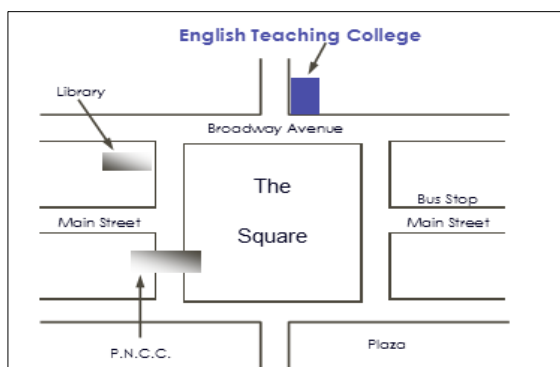 English Teaching College
Library
Broadway Avenue
The
Square
Bus Stop
Main Street
Main Street
P.N.C.C.
Plaza